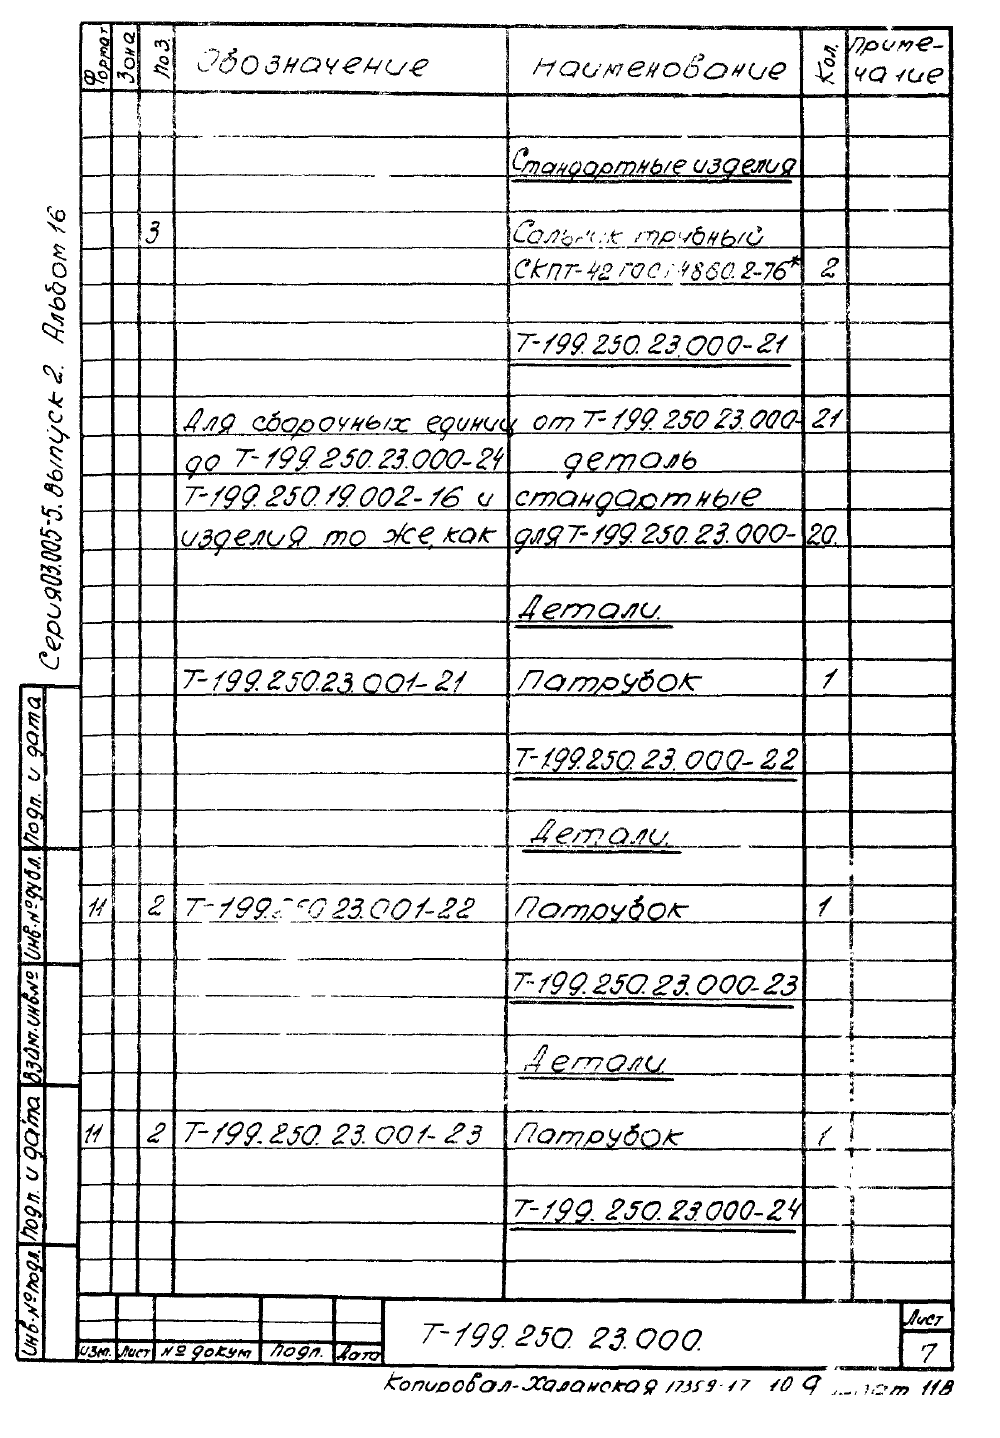 Формат Зона Поз. Обозначение Наименование Кол. Приме-
чание
Стандартные изделия
3 Сальник трубный
СКПТ-42 ГОСТ 4860.2-76* 2
Т-199.250.23.000-21
Для сборочных единиц от Т-199.250 23.000-21
до Т-199.250.23.000-24 деталь
Т-199.250.19.002-16 и стандартные
изделия то же, как для Т-199.250.23.000-20.
Детали.
Т-199.250.23.001-21 Патрубок 1
Т-199.250.23.000-22
Детали.
11 2 Т-199.250 23.001-22 Патрубок 1
Т-199.250.23.000-23
Детали
11 2 Т-199.250.23.001-23 Патрубок 1
Т-199.250.23.000-24
Серия 03.005-5. Выпуск 2. Альбом 16
Подп. и дата
Инв.№ дубл.
Взам.инв.№
Подп. и дата
Инв.№ подл.
Изм. Лист № докум Подп. Дата
Т-199.250.23.000.
Лист
7
Копировал-Халанская 17359-17 10 11В